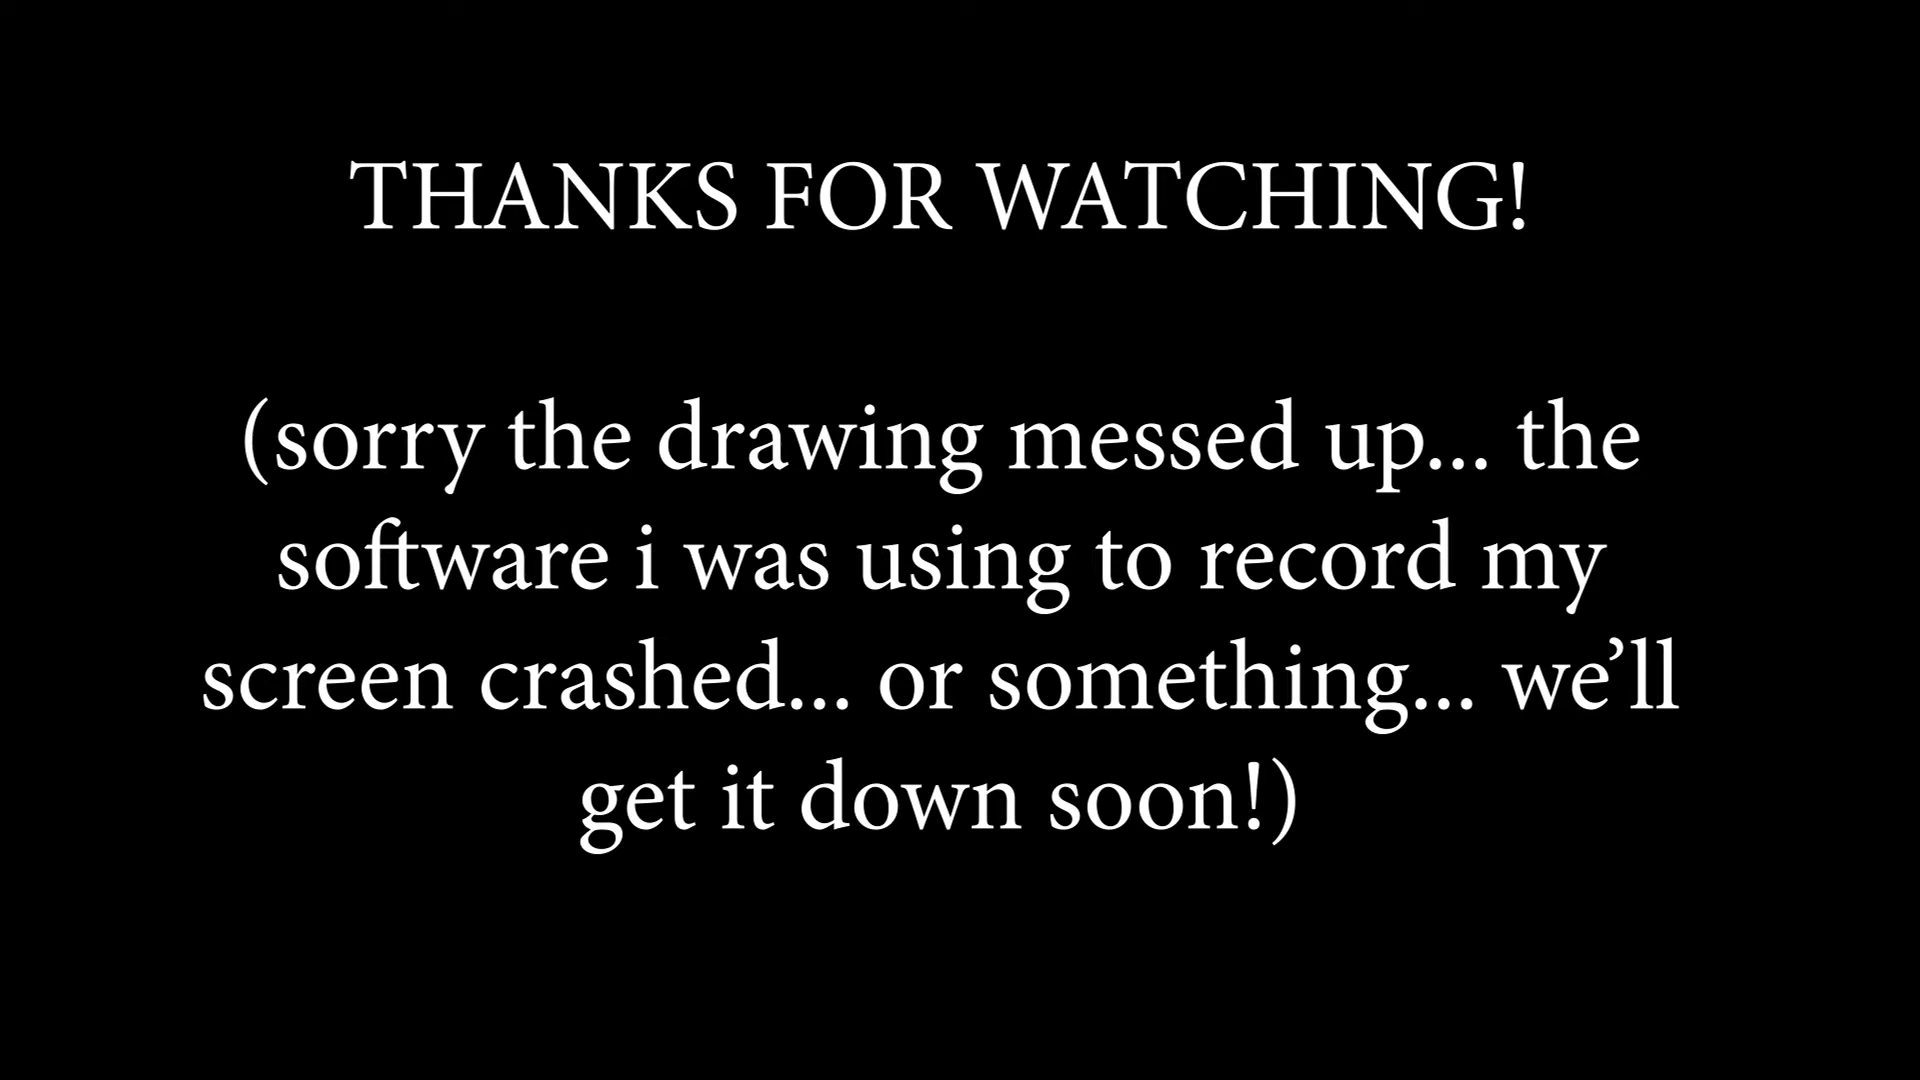 THANKS FOR WATCHING!
(sorry the drawing messed up... the
software i was using to record my
screen crashed... or something... we’ll
get it down soon!)